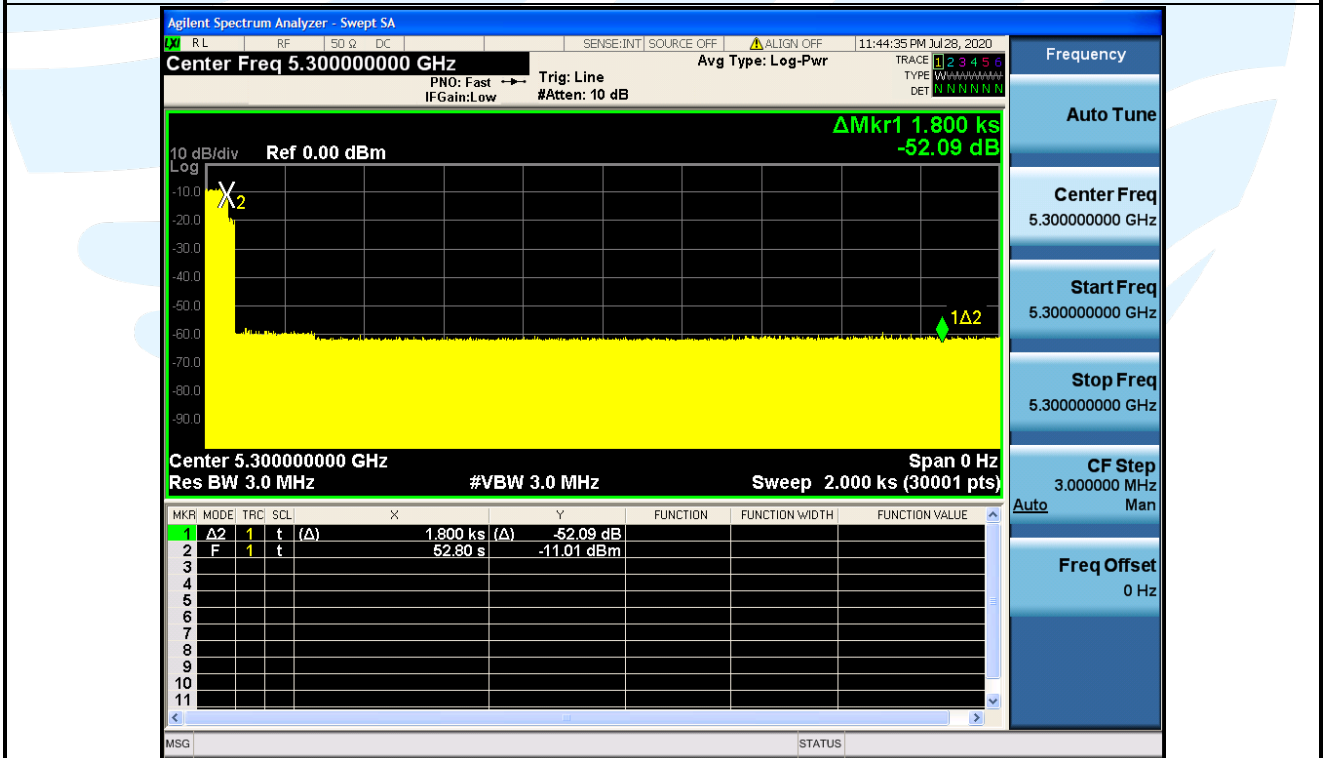 Agilent Spectrum Analyzer - Swept SA
LXI RL RF 50 Ω DC SENSE:INT SOURCE OFF ALIGN OFF 11:44:35 PM Jul 28, 2020
Center Freq 5.300000000 GHz Avg Type: Log-Pwr TRACE 1 2 3 4 5 6
PNO: Fast Trig: Line TYPE
IFGain:Low #Atten: 10 dB DET N N N N N N
ΔMkr1 1.800 ks
10 dB/div Ref 0.00 dBm -52.09 dB
Log
-10.0
2
-20.0
-30.0
-40.0
-50.0
1Δ2
-60.0
-70.0
-80.0
-90.0
Center 5.300000000 GHz Span 0 Hz
Res BW 3.0 MHz #VBW 3.0 MHz Sweep 2.000 ks (30001 pts)
MKR MODE TRC SCL X Y FUNCTION FUNCTION WIDTH FUNCTION VALUE
1 Δ2 1 t (Δ) 1.800 ks (Δ) -52.09 dB
2 F 1 t 52.80 s -11.01 dBm
3
4
5
6
7
8
9
10
11
MSG STATUS
Frequency
Auto Tune
Center Freq
5.300000000 GHz
Start Freq
5.300000000 GHz
Stop Freq
5.300000000 GHz
CF Step
3.000000 MHz
Auto Man
Freq Offset
0 Hz